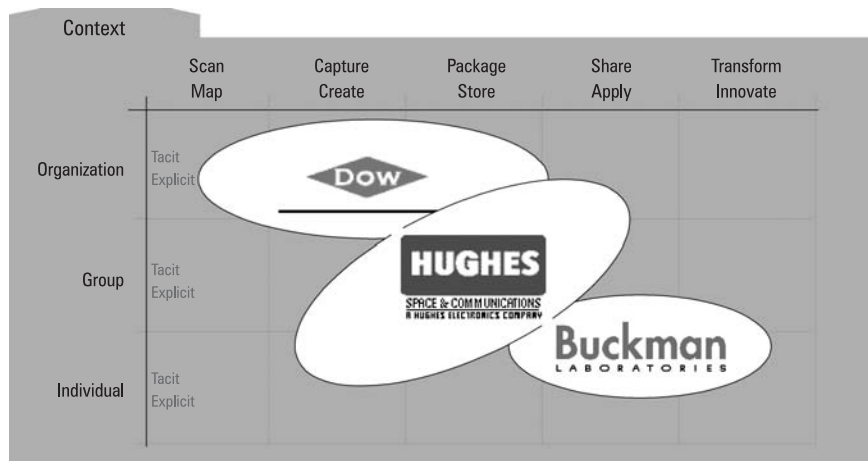 Context
Scan Capture Package Share Transform
Map Create Store Apply Innovate
Organization
Tacit
Explicit
Dow
HUGHES
SPACE & COMMUNICATIONS
A HUGHES ELECTRONICS COMPANY
Group
Tacit
Explicit
Buckman
LABORATORIES
Individual
Tacit
Explicit